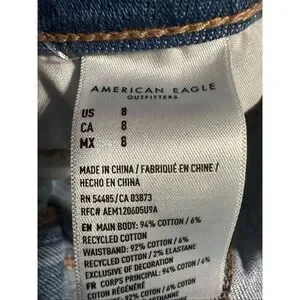 AMERICAN EAGLE
OUTFITTERS
US 8
CA 8
MX 8
MADE IN CHINA / FABRIQUÉ EN CHINE /
HECHO EN CHINA
RN 54485/CA 03873
RFC# AEM120605U9A
EN MAIN BODY: 94% COTTON / 6%
RECYCLED COTTON
WAISTBAND: 92% COTTON / 6%
RECYCLED COTTON / 2% ELASTANE
EXCLUSIVE OF DECORATION
FR CORPS PRINCIPAL: 94% COTON / 6%
COTON RÉGÉNÉRÉ